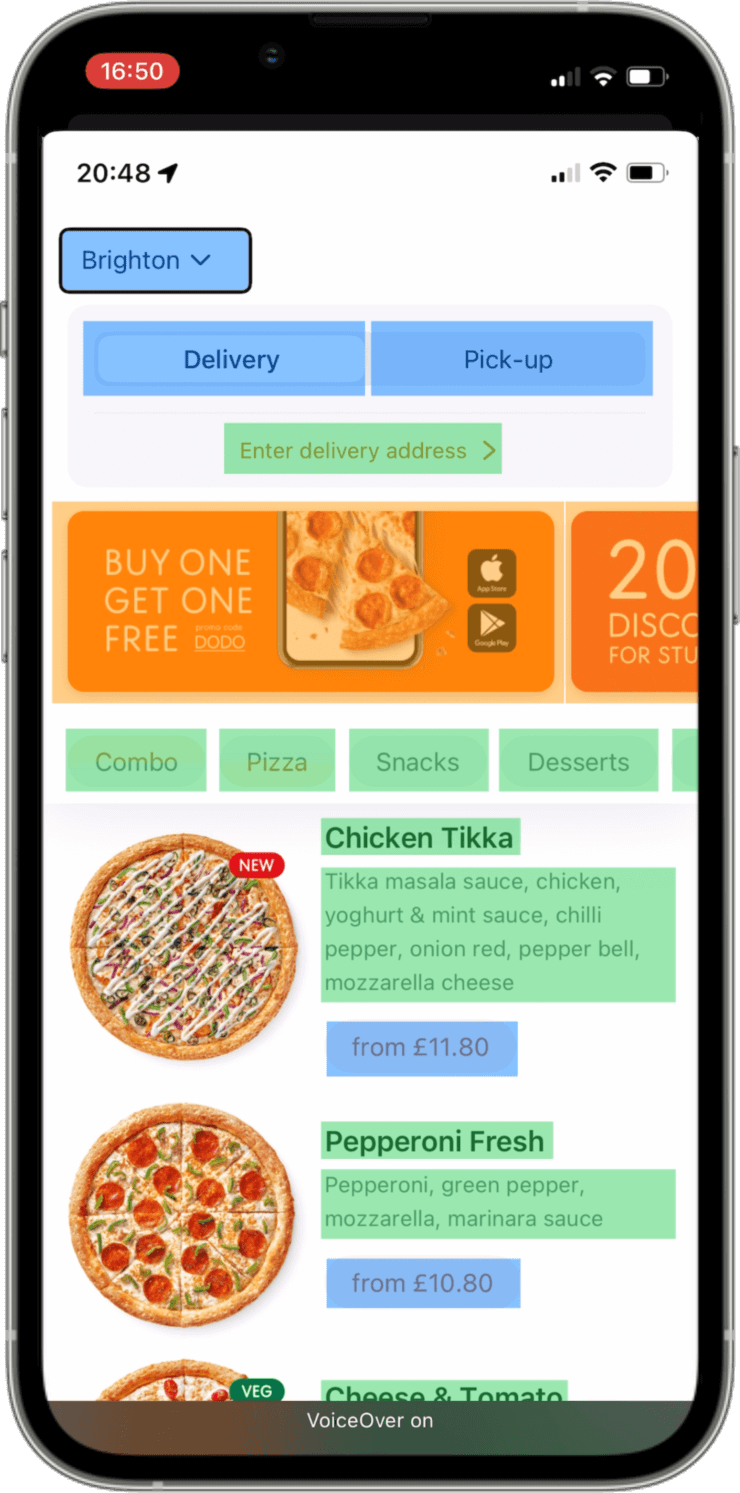 16:50
20:48
Brighton
Delivery
Pick-up
Enter delivery address
BUY ONE
GET ONE
FREE
promo code
DODO
App Store
Google Play
20
DISCO
FOR STU
Combo
Pizza
Snacks
Desserts
NEW
Chicken Tikka
Tikka masala sauce, chicken,
yoghurt & mint sauce, chilli
pepper, onion red, pepper bell,
mozzarella cheese
from £11.80
Pepperoni Fresh
Pepperoni, green pepper,
mozzarella, marinara sauce
from £10.80
VEG
Cheese & Tomato
VoiceOver on